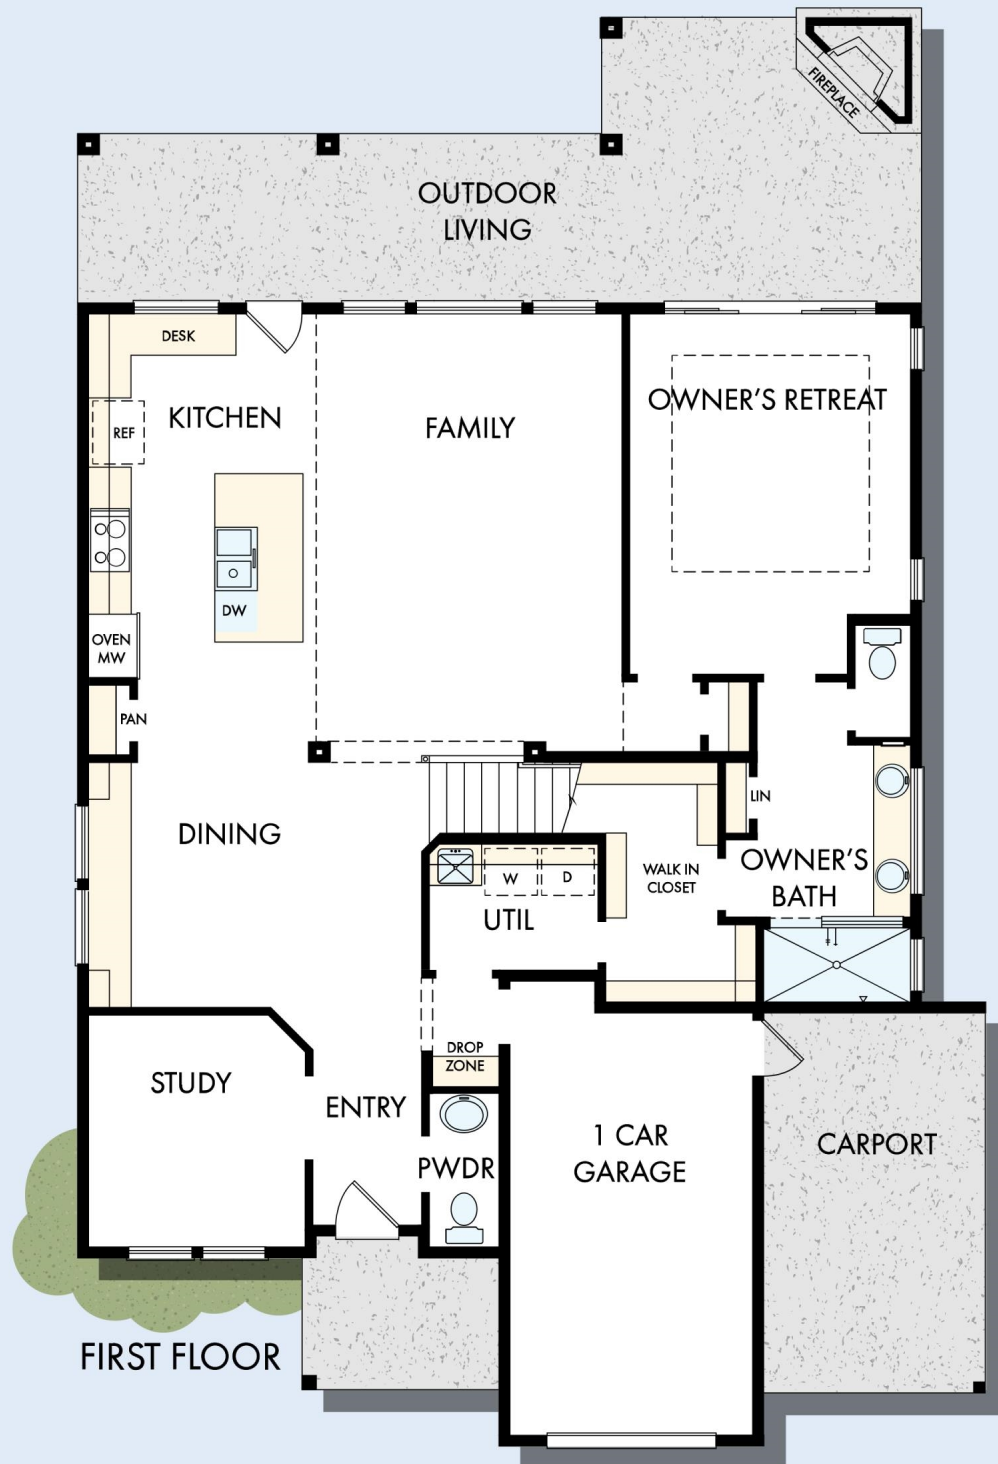 FIREPLACE
OUTDOOR
LIVING
DESK
KITCHEN
REF
FAMILY
OWNER'S RETREAT
DW
OVEN
MW
PAN
DINING
LIN
WALK IN
CLOSET
OWNER'S
BATH
W
D
UTIL
DROP
ZONE
STUDY
ENTRY
PWDR
1 CAR
GARAGE
CARPORT
FIRST FLOOR